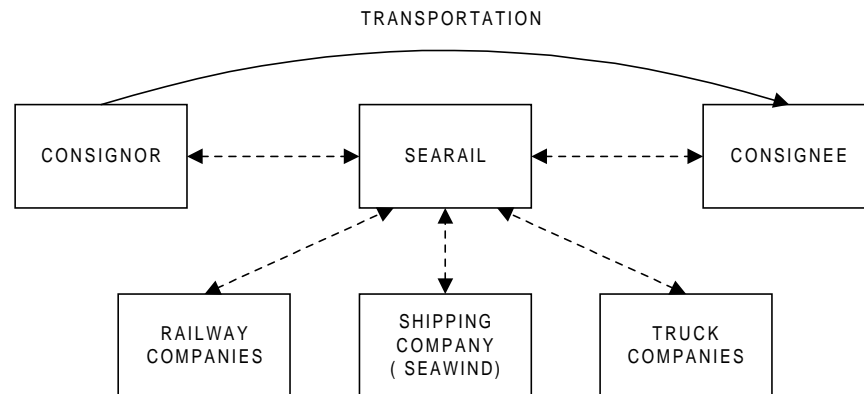 TRANSPORTATION
CONSIGNOR
SEARAIL
CONSIGNEE
RAILWAY
COMPANIES
SHIPPING
COMPANY
( SEAWIND)
TRUCK
COMPANIES